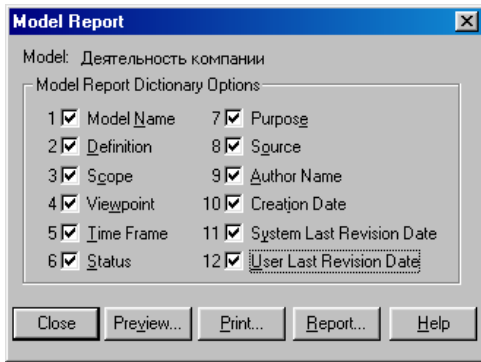 Model Report
Model: Деятельность компании
Model Report Dictionary Options
1 Model Name
2 Definition
3 Scope
4 Viewpoint
5 Time Frame
6 Status
7 Purpose
8 Source
9 Author Name
10 Creation Date
11 System Last Revision Date
12 User Last Revision Date
Close
Preview...
Print...
Report...
Help